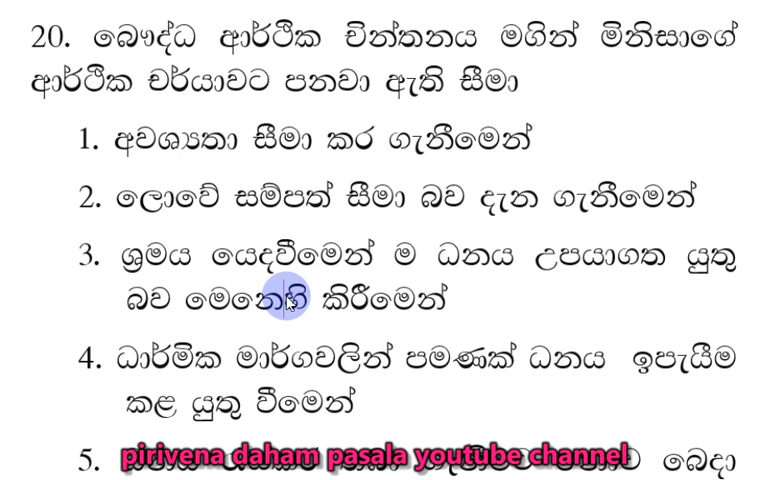 20. බෞද්ධ ආර්ථික චින්තනය මගින් මිනිසාගේ
ආර්ථික චර්යාවට පනවා ඇති සීමා
1. අවශ්‍යතා සීමා කර ගැනීමෙන්
2. ලොවේ සම්පත් සීමා බව දැන ගැනීමෙන්
3. ශ්‍රමය යෙදවීමෙන් ම ධනය උපයාගත යුතු
බව මෙනෙහි කිරීමෙන්
4. ධාර්මික මාර්ගවලින් පමණක් ධනය ඉපැයීම
කළ යුතු වීමෙන්
5. බෙදා
pirivena daham pasala youtube channel